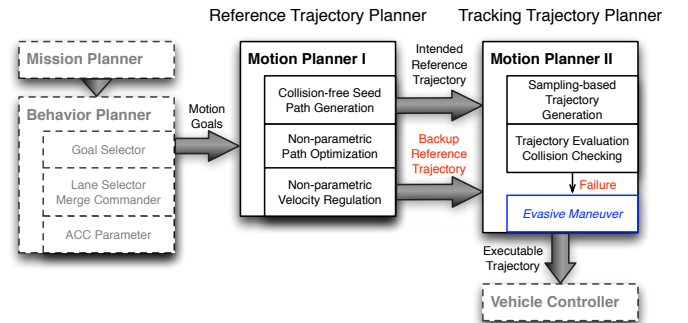 Reference Trajectory Planner
Tracking Trajectory Planner
Mission Planner
Behavior Planner
Goal Selector
Lane Selector
Merge Commander
ACC Parameter
Motion
Goals
Motion Planner I
Collision-free Seed
Path Generation
Non-parametric
Path Optimization
Non-parametric
Velocity Regulation
Intended
Reference
Trajectory
Backup
Reference
Trajectory
Motion Planner II
Sampling-based
Trajectory
Generation
Trajectory Evaluation
Collision Checking
Failure
Evasive Maneuver
Executable
Trajectory
Vehicle Controller